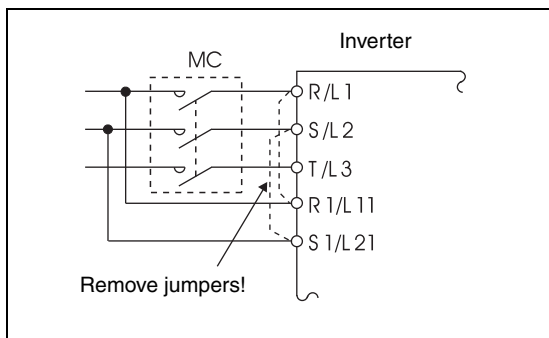 Inverter
MC
R/L1
S/L2
T/L3
R1/L11
S1/L21
Remove jumpers!